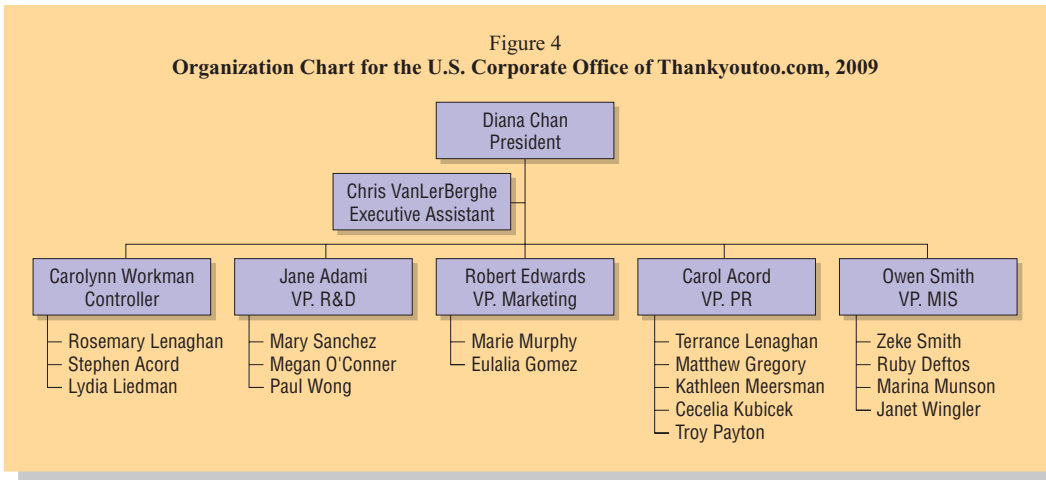 Figure 4
Organization Chart for the U.S. Corporate Office of Thankyoutoo.com, 2009
Diana Chan
President
Chris VanLerBerghe
Executive Assistant
Carolynn Workman
Controller
Rosemary Lenaghan
Stephen Acord
Lydia Liedman
Jane Adami
VP. R&D
Mary Sanchez
Megan O'Conner
Paul Wong
Robert Edwards
VP. Marketing
Marie Murphy
Eulalia Gomez
Carol Acord
VP. PR
Terrance Lenaghan
Matthew Gregory
Kathleen Meersman
Cecelia Kubicek
Troy Payton
Owen Smith
VP. MIS
Zeke Smith
Ruby Deftos
Marina Munson
Janet Wingler